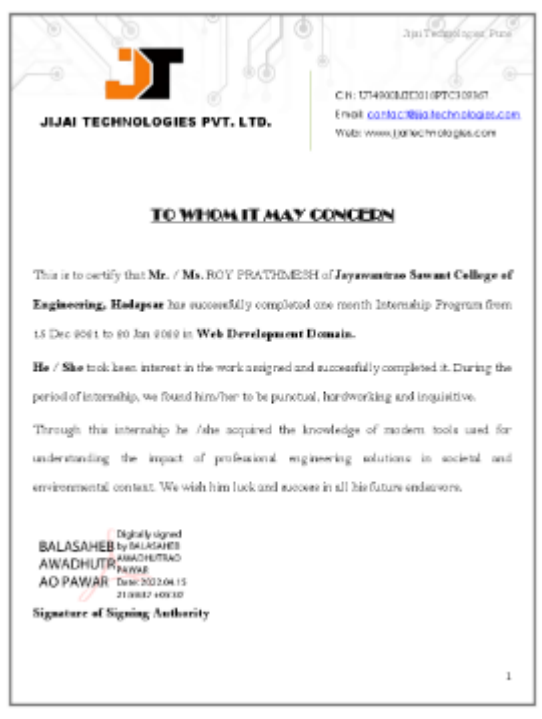 Jijai Technologies, Pune
JT
JIJAI TECHNOLOGIES PVT. LTD.
Email: contact@jijaitechnologies.com
Web: www.jijaitechnologies.com
TO WHOM IT MAY CONCERN
This is to certify that Mr. / Ms. ROY PRATHMESH of Jayawantrao Sawant College of
Engineering, Hadapsar has successfully completed one month Internship Program from
15 Dec 2021 to 20 Jan 2022 in Web Development Domain.
He / She took keen interest in the work assigned and successfully completed it. During the
period of internship, we found him/her to be punctual, hardworking and inquisitive.
Through this internship he /she acquired the knowledge of modern tools used for
understanding the impact of professional engineering solutions in societal and
environmental context. We wish him luck and success in all his future endeavors.
BALASAHEB
AWADHUTR
AO PAWAR
Digitally signed
by BALASAHEB
AWADHUTRAO
PAWAR
Date: 2022.04.15
Signature of Signing Authority
1